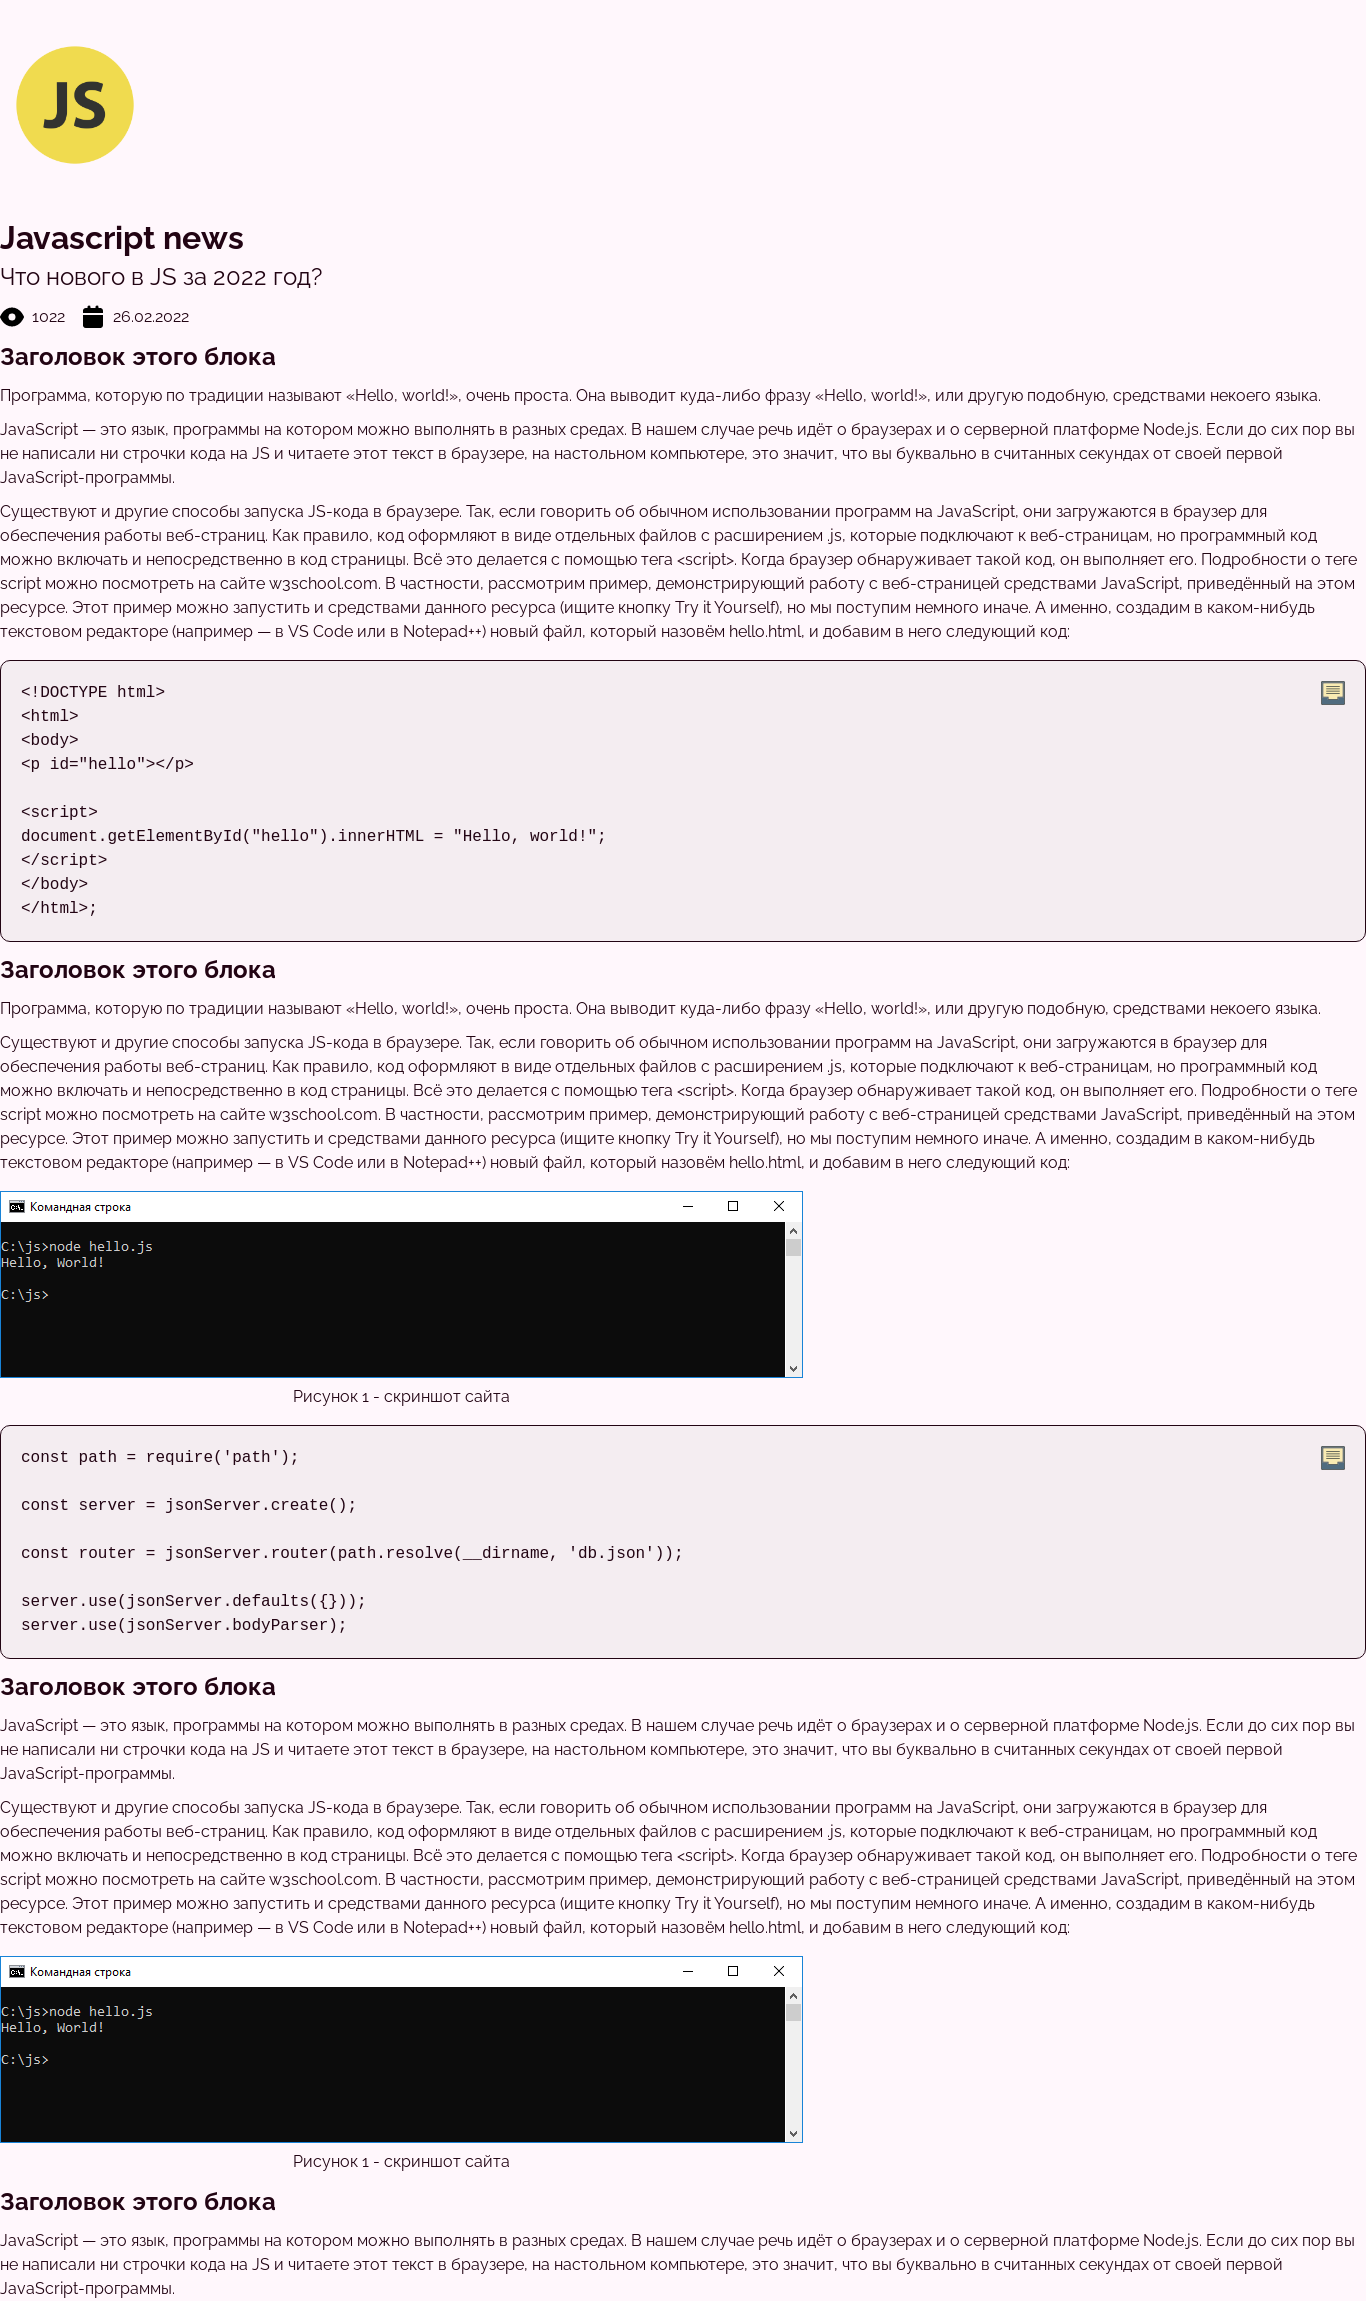 JS
Javascript news
Что нового в JS за 2022 год?
1022 26.02.2022
Заголовок этого блока
Программа, которую по традиции называют «Hello, world!», очень проста. Она выводит куда-либо фразу «Hello, world!», или другую подобную, средствами некоего языка.
JavaScript — это язык, программы на котором можно выполнять в разных средах. В нашем случае речь идёт о браузерах и о серверной платформе Node.js. Если до сих пор вы
не написали ни строчки кода на JS и читаете этот текст в браузере, на настольном компьютере, это значит, что вы буквально в считанных секундах от своей первой
JavaScript-программы.
Существуют и другие способы запуска JS-кода в браузере. Так, если говорить об обычном использовании программ на JavaScript, они загружаются в браузер для
обеспечения работы веб-страниц. Как правило, код оформляют в виде отдельных файлов с расширением .js, которые подключают к веб-страницам, но программный код
можно включать и непосредственно в код страницы. Всё это делается с помощью тега <script>. Когда браузер обнаруживает такой код, он выполняет его. Подробности о теге
script можно посмотреть на сайте w3school.com. В частности, рассмотрим пример, демонстрирующий работу с веб-страницей средствами JavaScript, приведённый на этом
ресурсе. Этот пример можно запустить и средствами данного ресурса (ищите кнопку Try it Yourself), но мы поступим немного иначе. А именно, создадим в каком-нибудь
текстовом редакторе (например — в VS Code или в Notepad++) новый файл, который назовём hello.html, и добавим в него следующий код:
<!DOCTYPE html>
<html>
<body>
<p id="hello"></p>
<script>
document.getElementById("hello").innerHTML = "Hello, world!";
</script>
</body>
</html>;
Заголовок этого блока
Программа, которую по традиции называют «Hello, world!», очень проста. Она выводит куда-либо фразу «Hello, world!», или другую подобную, средствами некоего языка.
Существуют и другие способы запуска JS-кода в браузере. Так, если говорить об обычном использовании программ на JavaScript, они загружаются в браузер для
обеспечения работы веб-страниц. Как правило, код оформляют в виде отдельных файлов с расширением .js, которые подключают к веб-страницам, но программный код
можно включать и непосредственно в код страницы. Всё это делается с помощью тега <script>. Когда браузер обнаруживает такой код, он выполняет его. Подробности о теге
script можно посмотреть на сайте w3school.com. В частности, рассмотрим пример, демонстрирующий работу с веб-страницей средствами JavaScript, приведённый на этом
ресурсе. Этот пример можно запустить и средствами данного ресурса (ищите кнопку Try it Yourself), но мы поступим немного иначе. А именно, создадим в каком-нибудь
текстовом редакторе (например — в VS Code или в Notepad++) новый файл, который назовём hello.html, и добавим в него следующий код:
Командная строка
C:\js>node hello.js
Hello, World!
C:\js>
Рисунок 1 - скриншот сайта
const path = require('path');
const server = jsonServer.create();
const router = jsonServer.router(path.resolve(__dirname, 'db.json'));
server.use(jsonServer.defaults({}));
server.use(jsonServer.bodyParser);
Заголовок этого блока
JavaScript — это язык, программы на котором можно выполнять в разных средах. В нашем случае речь идёт о браузерах и о серверной платформе Node.js. Если до сих пор вы
не написали ни строчки кода на JS и читаете этот текст в браузере, на настольном компьютере, это значит, что вы буквально в считанных секундах от своей первой
JavaScript-программы.
Существуют и другие способы запуска JS-кода в браузере. Так, если говорить об обычном использовании программ на JavaScript, они загружаются в браузер для
обеспечения работы веб-страниц. Как правило, код оформляют в виде отдельных файлов с расширением .js, которые подключают к веб-страницам, но программный код
можно включать и непосредственно в код страницы. Всё это делается с помощью тега <script>. Когда браузер обнаруживает такой код, он выполняет его. Подробности о теге
script можно посмотреть на сайте w3school.com. В частности, рассмотрим пример, демонстрирующий работу с веб-страницей средствами JavaScript, приведённый на этом
ресурсе. Этот пример можно запустить и средствами данного ресурса (ищите кнопку Try it Yourself), но мы поступим немного иначе. А именно, создадим в каком-нибудь
текстовом редакторе (например — в VS Code или в Notepad++) новый файл, который назовём hello.html, и добавим в него следующий код:
Командная строка
C:\js>node hello.js
Hello, World!
C:\js>
Рисунок 1 - скриншот сайта
Заголовок этого блока
JavaScript — это язык, программы на котором можно выполнять в разных средах. В нашем случае речь идёт о браузерах и о серверной платформе Node.js. Если до сих пор вы
не написали ни строчки кода на JS и читаете этот текст в браузере, на настольном компьютере, это значит, что вы буквально в считанных секундах от своей первой
JavaScript-программы.